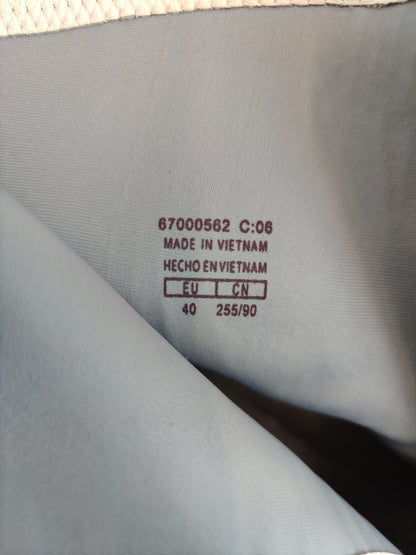 67000562 C:06
MADE IN VIETNAM
HECHO EN VIETNAM
EU CN
40 255/90